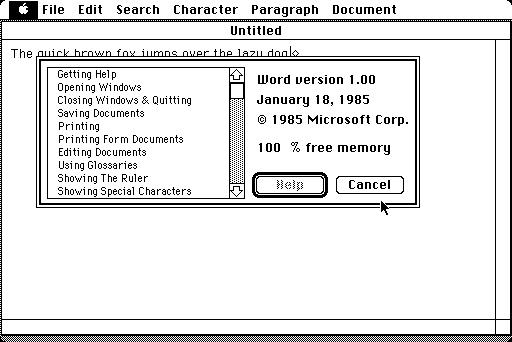 File Edit Search Character Paragraph Document
Untitled
The quick brown fox jumps over the lazy dog
Getting Help
Opening Windows
Closing Windows & Quitting
Saving Documents
Printing
Printing Form Documents
Editing Documents
Using Glossaries
Showing The Ruler
Showing Special Characters
Word version 1.00
January 18, 1985
© 1985 Microsoft Corp.
100 % free memory
Help Cancel